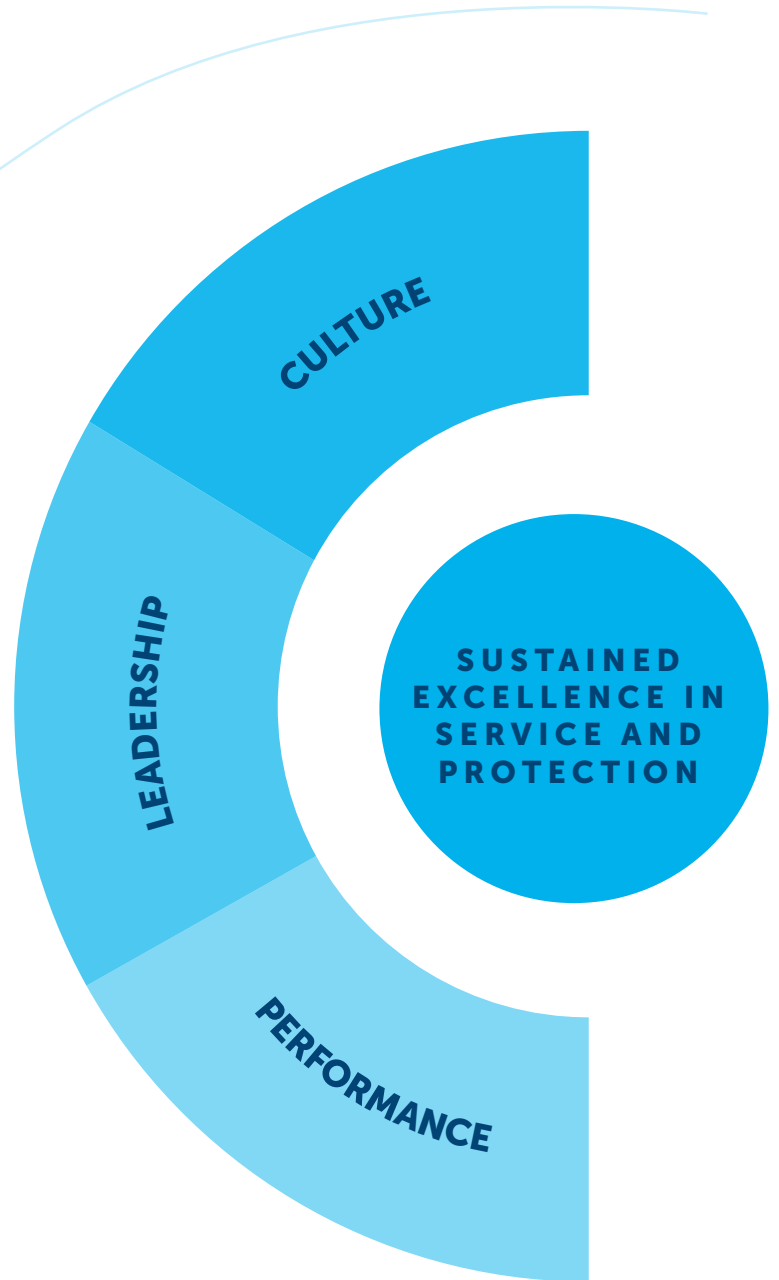 CULTURE
LEADERSHIP
PERFORMANCE
SUSTAINED
EXCELLENCE IN
SERVICE AND
PROTECTION